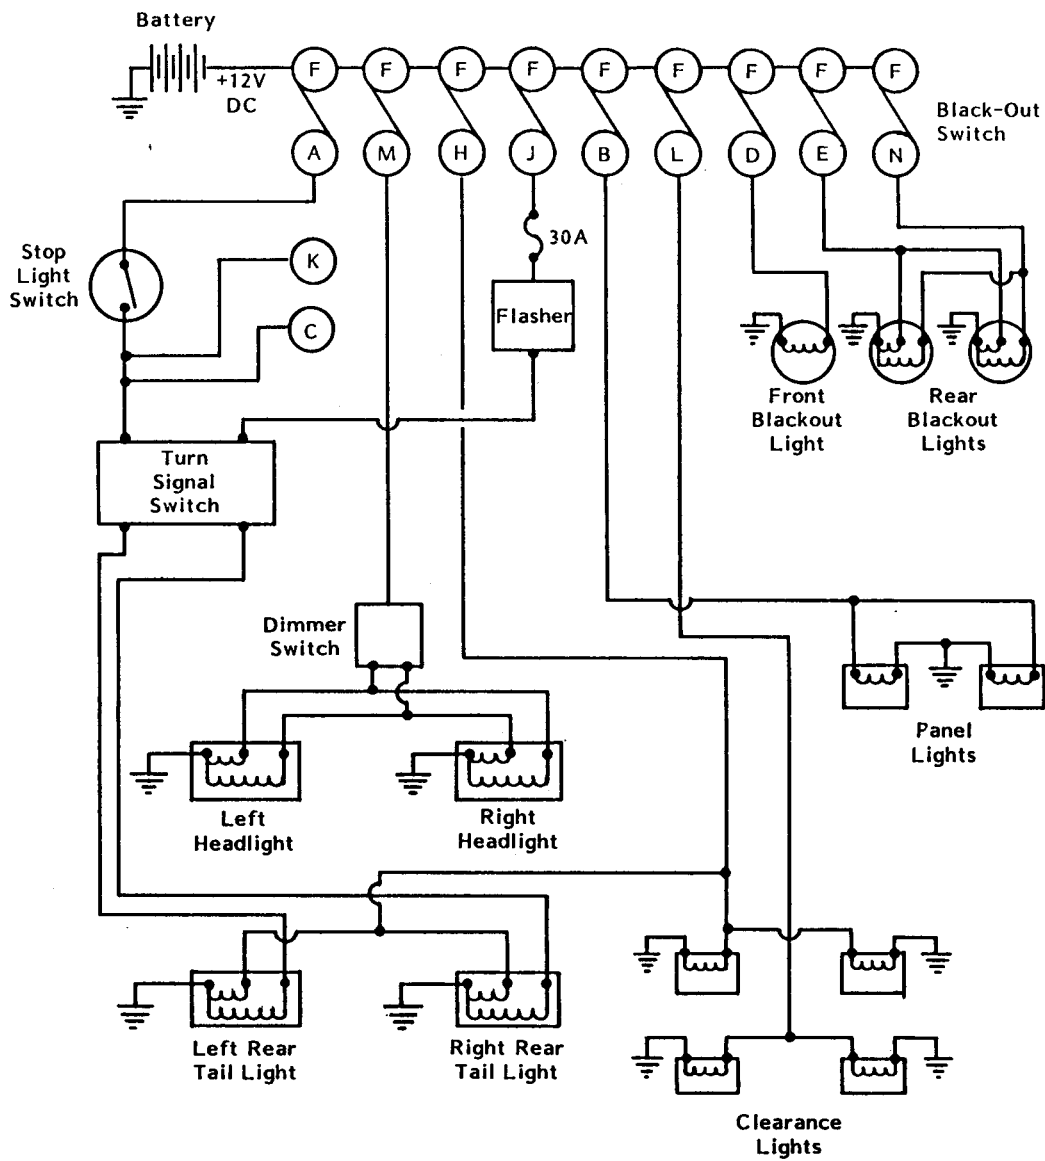 Battery
+12V
DC
F F F F F F F F F
Black-Out
Switch
A M H J B L D E N
30A
Stop
Light
Switch
K
C
Flasher
Front
Blackout
Light
Rear
Blackout
Lights
Turn
Signal
Switch
Dimmer
Switch
Panel
Lights
Left
Headlight
Right
Headlight
Left Rear
Tail Light
Right Rear
Tail Light
Clearance
Lights